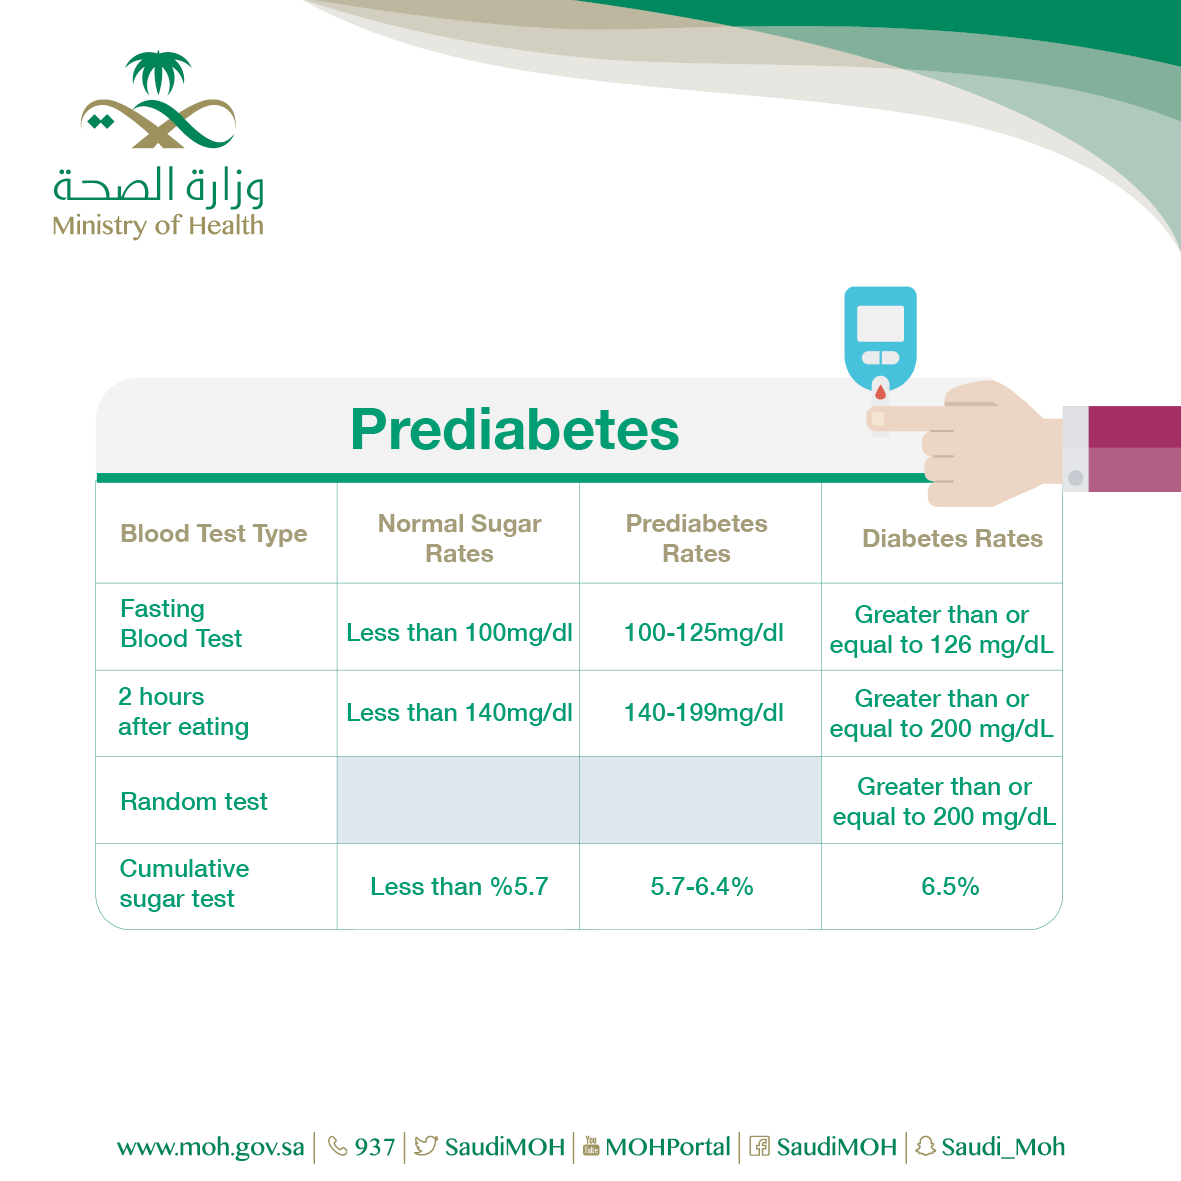 وزارة الصحة
Ministry of Health
Prediabetes
Blood Test Type
Normal Sugar
Rates
Prediabetes
Rates
Diabetes Rates
Fasting
Blood Test
Less than 100mg/dl
100-125mg/dl
Greater than or
equal to 126 mg/dL
2 hours
after eating
Less than 140mg/dl
140-199mg/dl
Greater than or
equal to 200 mg/dL
Random test
Greater than or
equal to 200 mg/dL
Cumulative
sugar test
Less than %5.7
5.7-6.4%
6.5%
www.moh.gov.sa | 937 | SaudiMOH | You Tube MOHPortal | SaudiMOH | Saudi_Moh